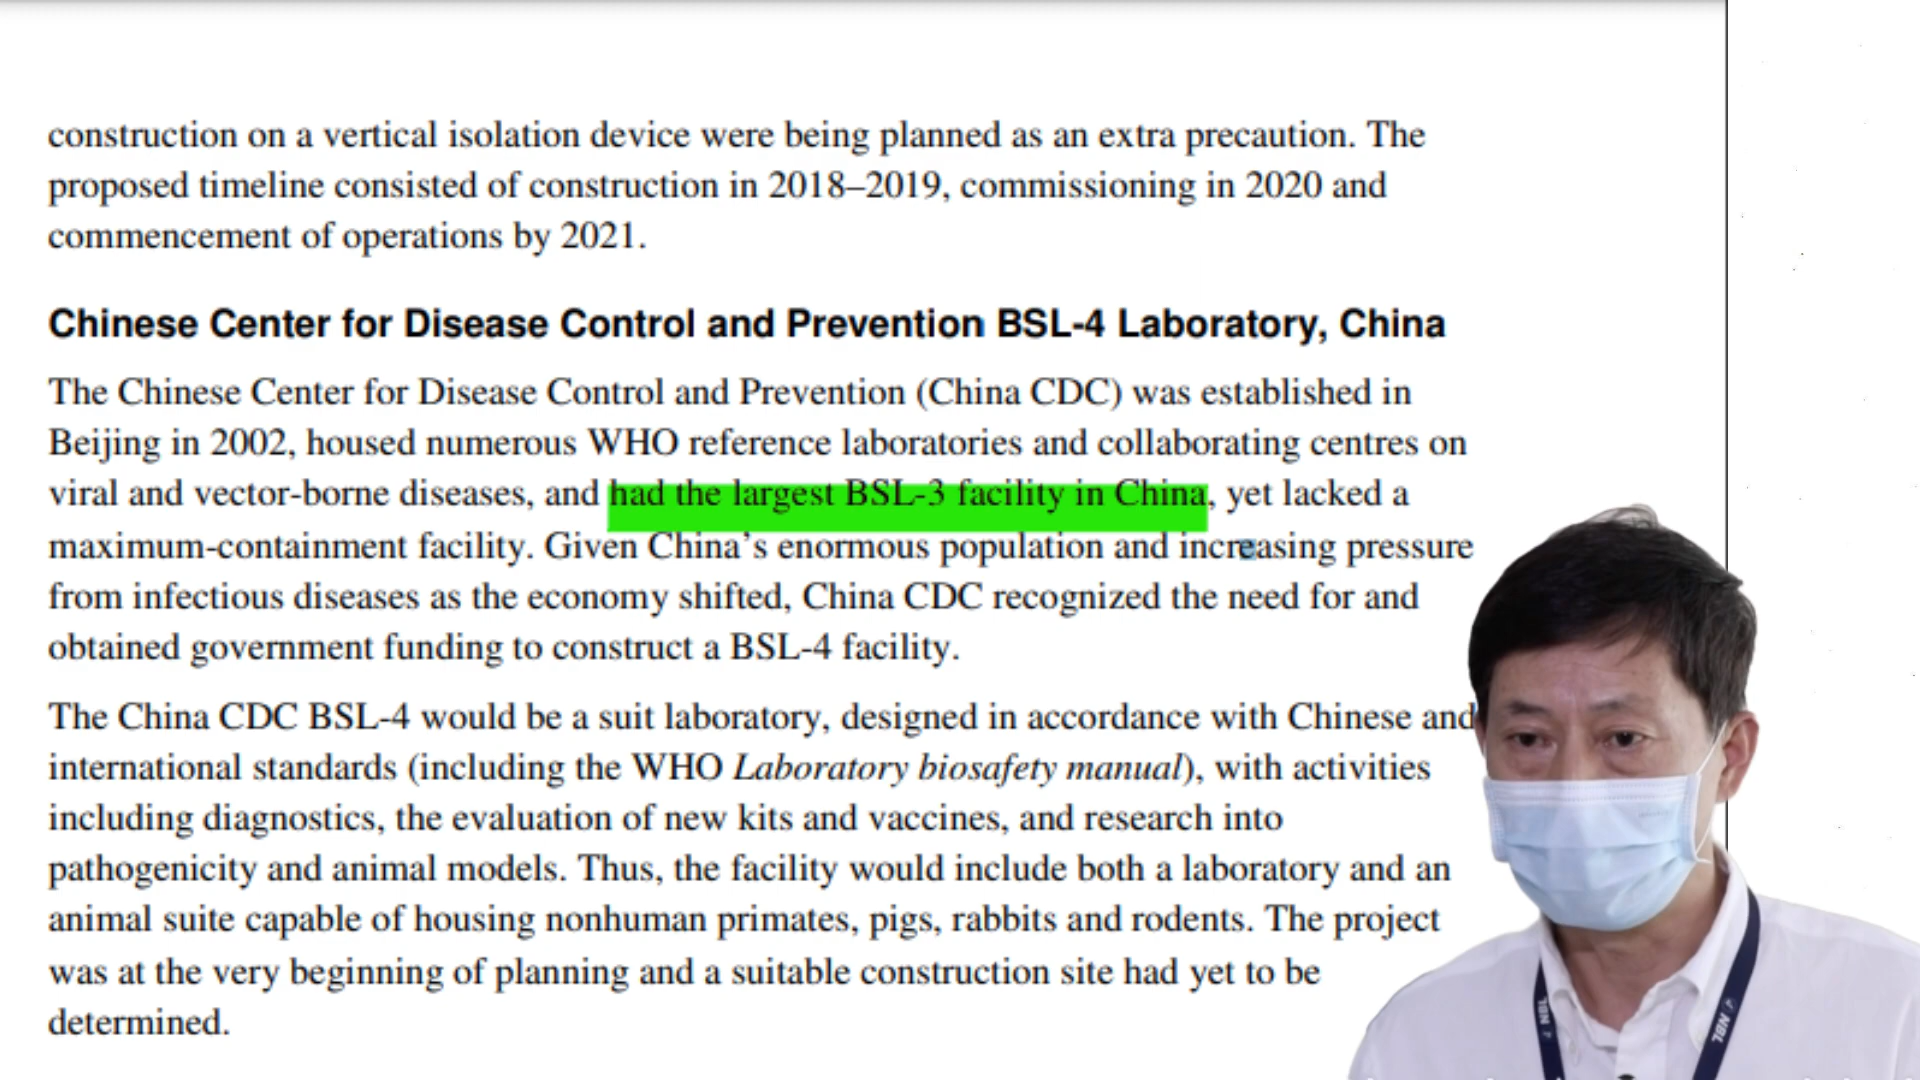 construction on a vertical isolation device were being planned as an extra precaution. The
proposed timeline consisted of construction in 2018–2019, commissioning in 2020 and
commencement of operations by 2021.
Chinese Center for Disease Control and Prevention BSL-4 Laboratory, China
The Chinese Center for Disease Control and Prevention (China CDC) was established in
Beijing in 2002, housed numerous WHO reference laboratories and collaborating centres on
viral and vector-borne diseases, and had the largest BSL-3 facility in China, yet lacked a
maximum-containment facility. Given China’s enormous population and increasing pressure
from infectious diseases as the economy shifted, China CDC recognized the need for and
obtained government funding to construct a BSL-4 facility.
The China CDC BSL-4 would be a suit laboratory, designed in accordance with Chinese and
international standards (including the WHO Laboratory biosafety manual), with activities
including diagnostics, the evaluation of new kits and vaccines, and research into
pathogenicity and animal models. Thus, the facility would include both a laboratory and an
animal suite capable of housing nonhuman primates, pigs, rabbits and rodents. The project
was at the very beginning of planning and a suitable construction site had yet to be
determined.
NBL
NBL